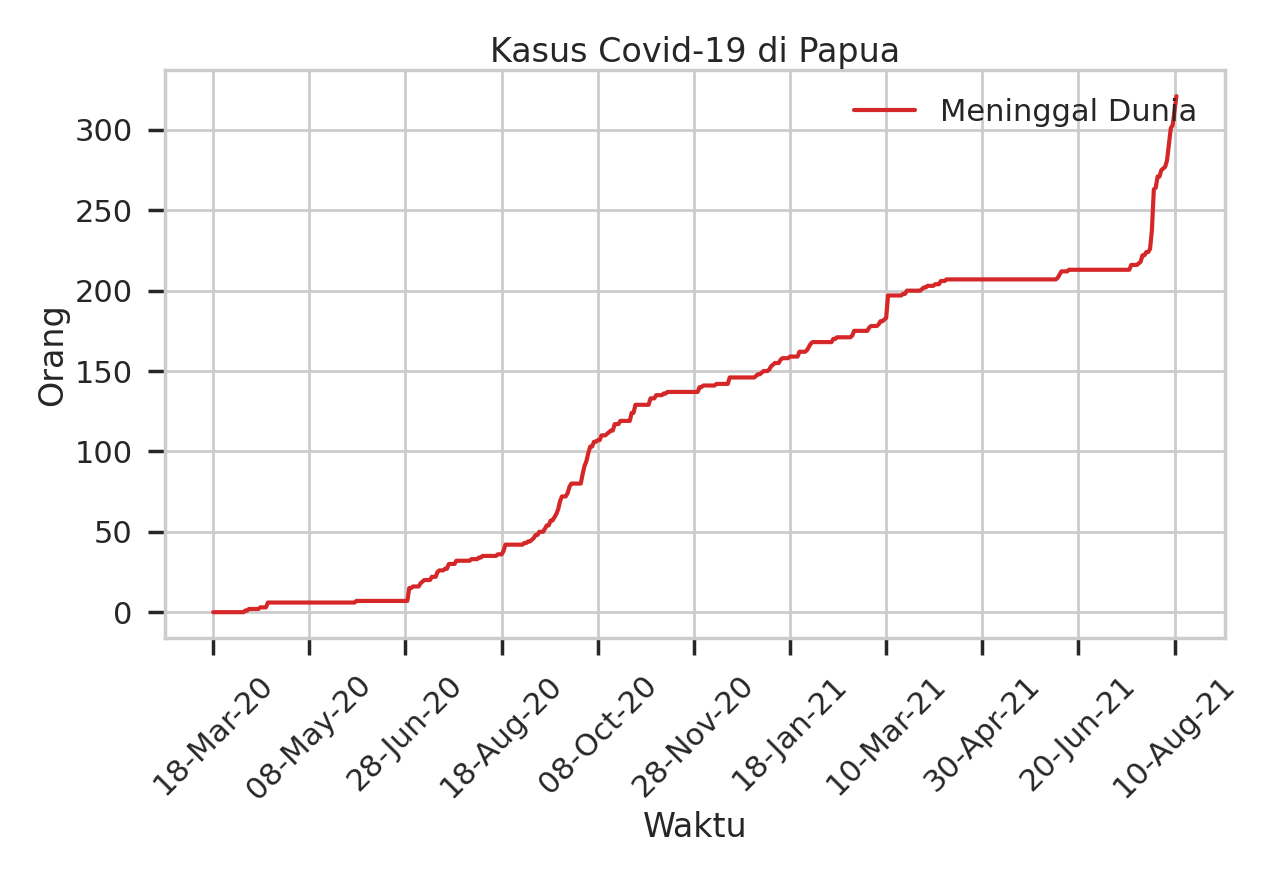 Kasus Covid-19 di Papua
Meninggal Dunia
300
250
200
150
100
50
0
Orang
18-Mar-20
08-May-20
28-Jun-20
18-Aug-20
08-Oct-20
28-Nov-20
18-Jan-21
10-Mar-21
30-Apr-21
20-Jun-21
10-Aug-21
Waktu